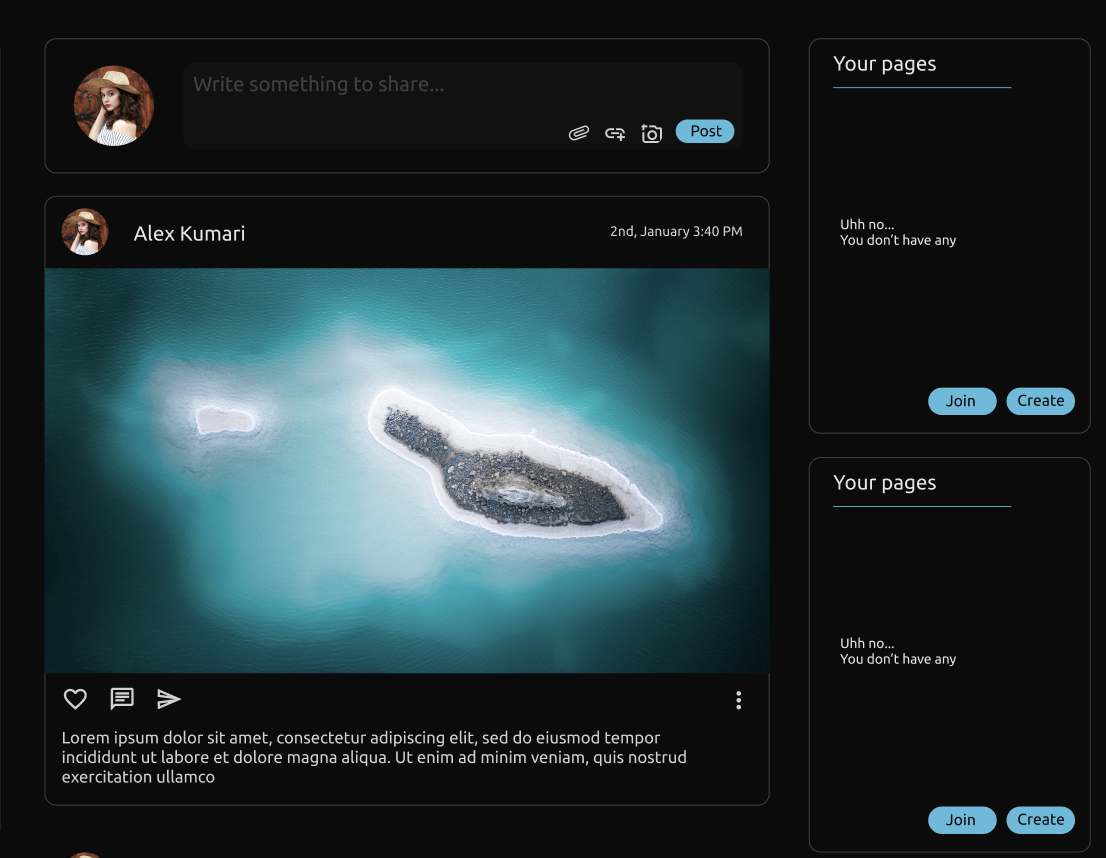 Write something to share...
Post
Alex Kumari
2nd, January 3:40 PM
Lorem ipsum dolor sit amet, consectetur adipiscing elit, sed do eiusmod tempor
incididunt ut labore et dolore magna aliqua. Ut enim ad minim veniam, quis nostrud
exercitation ullamco
Your pages
Uhh no...
You don’t have any
Join
Create
Your pages
Uhh no...
You don’t have any
Join
Create